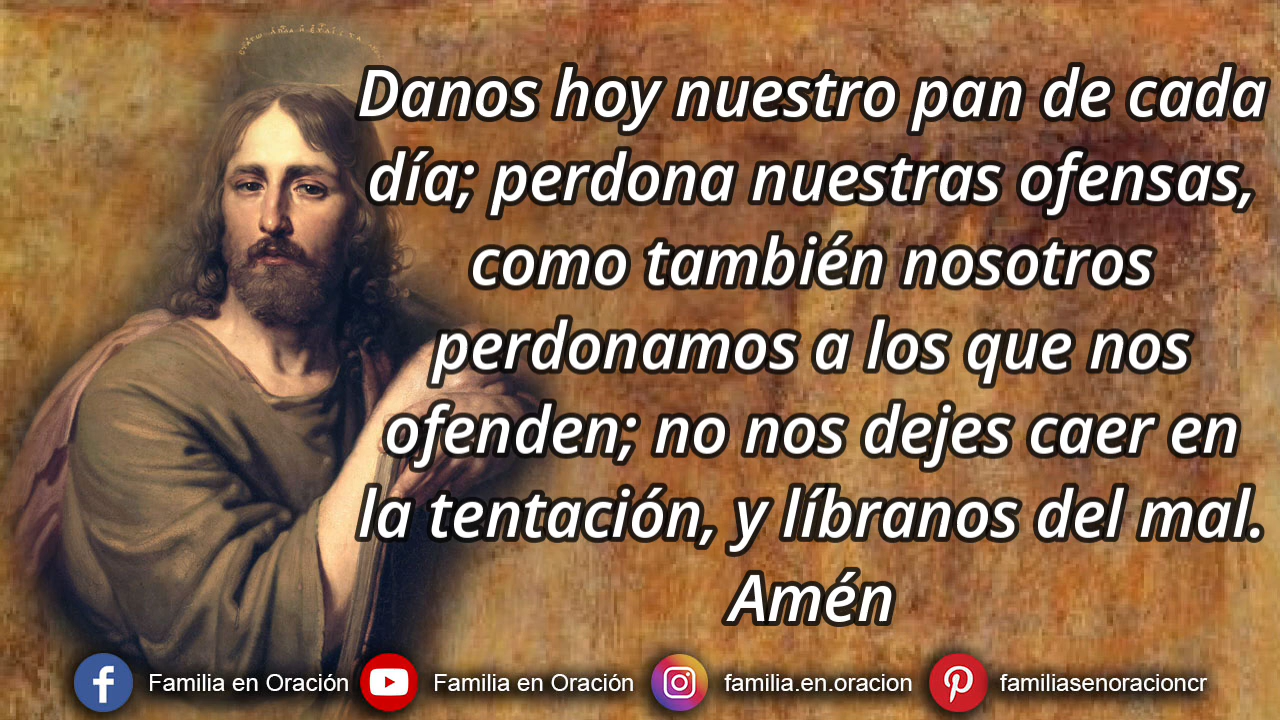 Danos hoy nuestro pan de cada
día; perdona nuestras ofensas,
como también nosotros
perdonamos a los que nos
ofenden; no nos dejes caer en
la tentación, y líbranos del mal.
Amén
Familia en Oración
Familia en Oración
familia.en.oracion
familiasenoracioncr